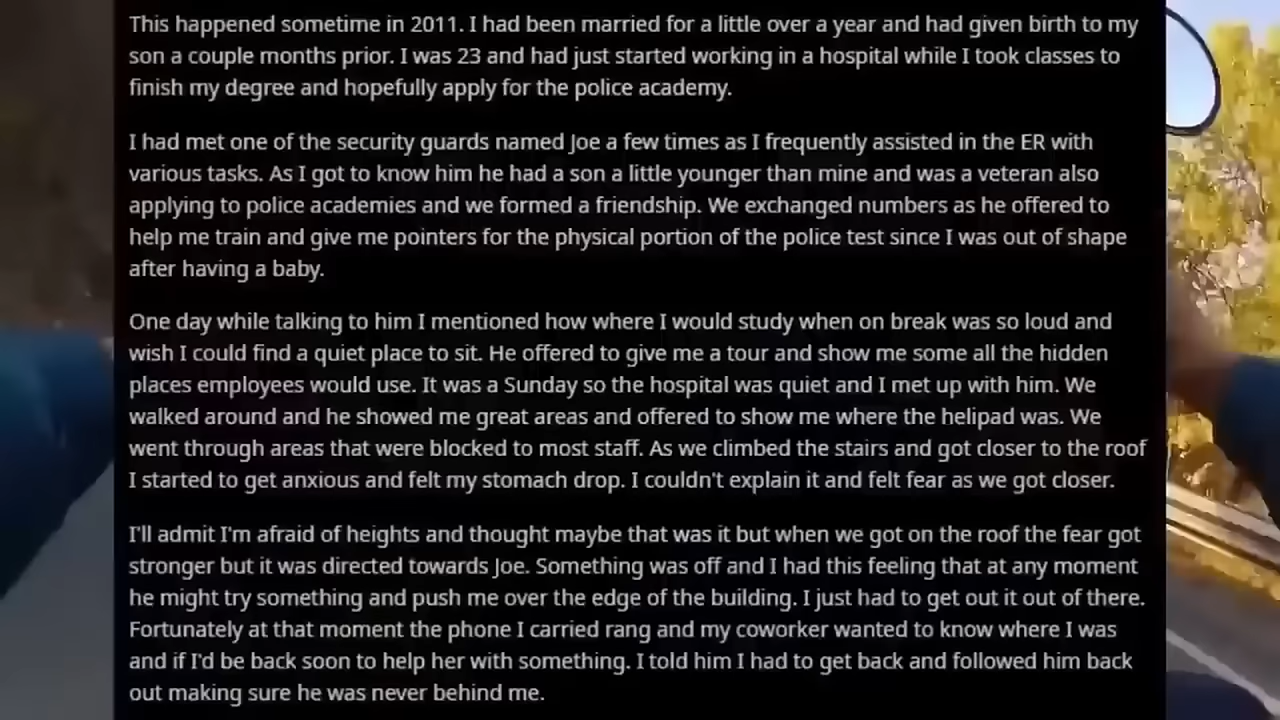 This happened sometime in 2011. I had been married for a little over a year and had given birth to my
son a couple months prior. I was 23 and had just started working in a hospital while I took classes to
finish my degree and hopefully apply for the police academy.
I had met one of the security guards named Joe a few times as I frequently assisted in the ER with
various tasks. As I got to know him he had a son a little younger than mine and was a veteran also
applying to police academies and we formed a friendship. We exchanged numbers as he offered to
help me train and give me pointers for the physical portion of the police test since I was out of shape
after having a baby.
One day while talking to him I mentioned how where I would study when on break was so loud and
wish I could find a quiet place to sit. He offered to give me a tour and show me some all the hidden
places employees would use. It was a Sunday so the hospital was quiet and I met up with him. We
walked around and he showed me great areas and offered to show me where the helipad was. We
went through areas that were blocked to most staff. As we climbed the stairs and got closer to the roof
I started to get anxious and felt my stomach drop. I couldn't explain it and felt fear as we got closer.
I'll admit I'm afraid of heights and thought maybe that was it but when we got on the roof the fear got
stronger but it was directed towards Joe. Something was off and I had this feeling that at any moment
he might try something and push me over the edge of the building. I just had to get out it out of there.
Fortunately at that moment the phone I carried rang and my coworker wanted to know where I was
and if I'd be back soon to help her with something. I told him I had to get back and followed him back
out making sure he was never behind me.